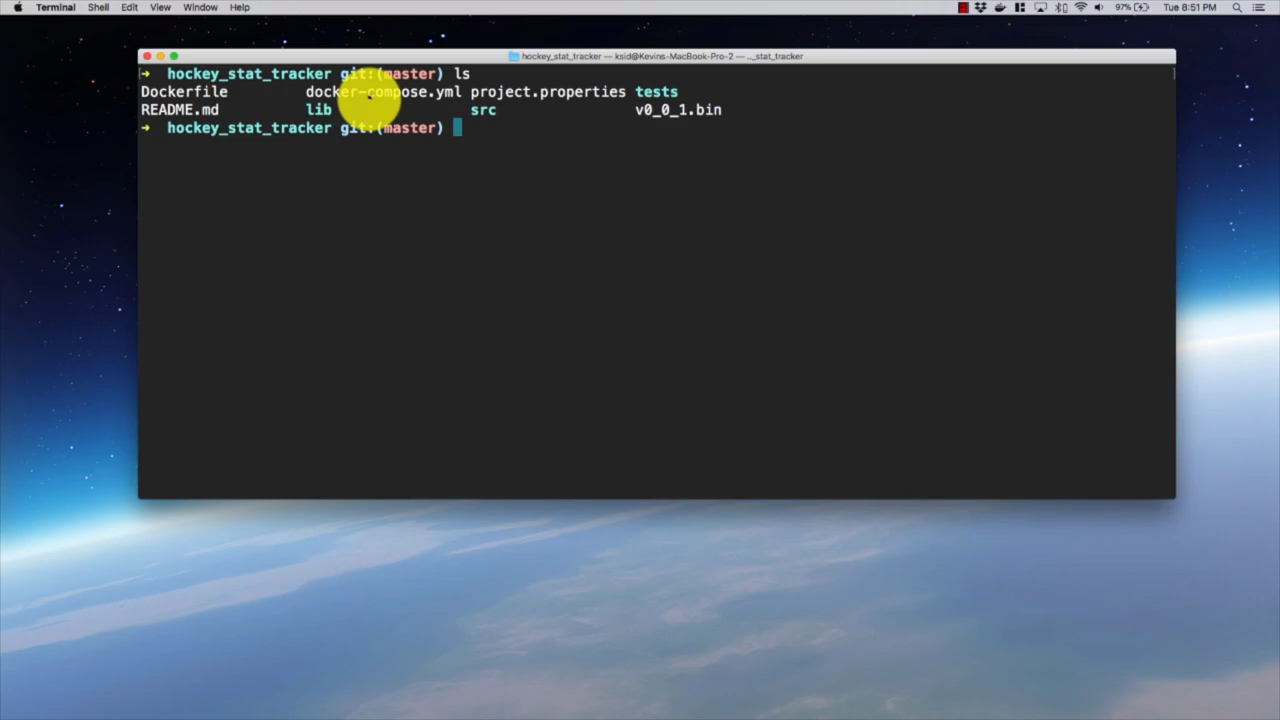 Terminal Shell Edit View Window Help 97% Tue 8:51 PM
hockey_stat_tracker — ksid@Kevins-MacBook-Pro-2 — .._stat_tracker
➜ hockey_stat_tracker git:(master) ls
Dockerfile docker-compose.yml project.properties tests
README.md lib src v0_0_1.bin
➜ hockey_stat_tracker git:(master)